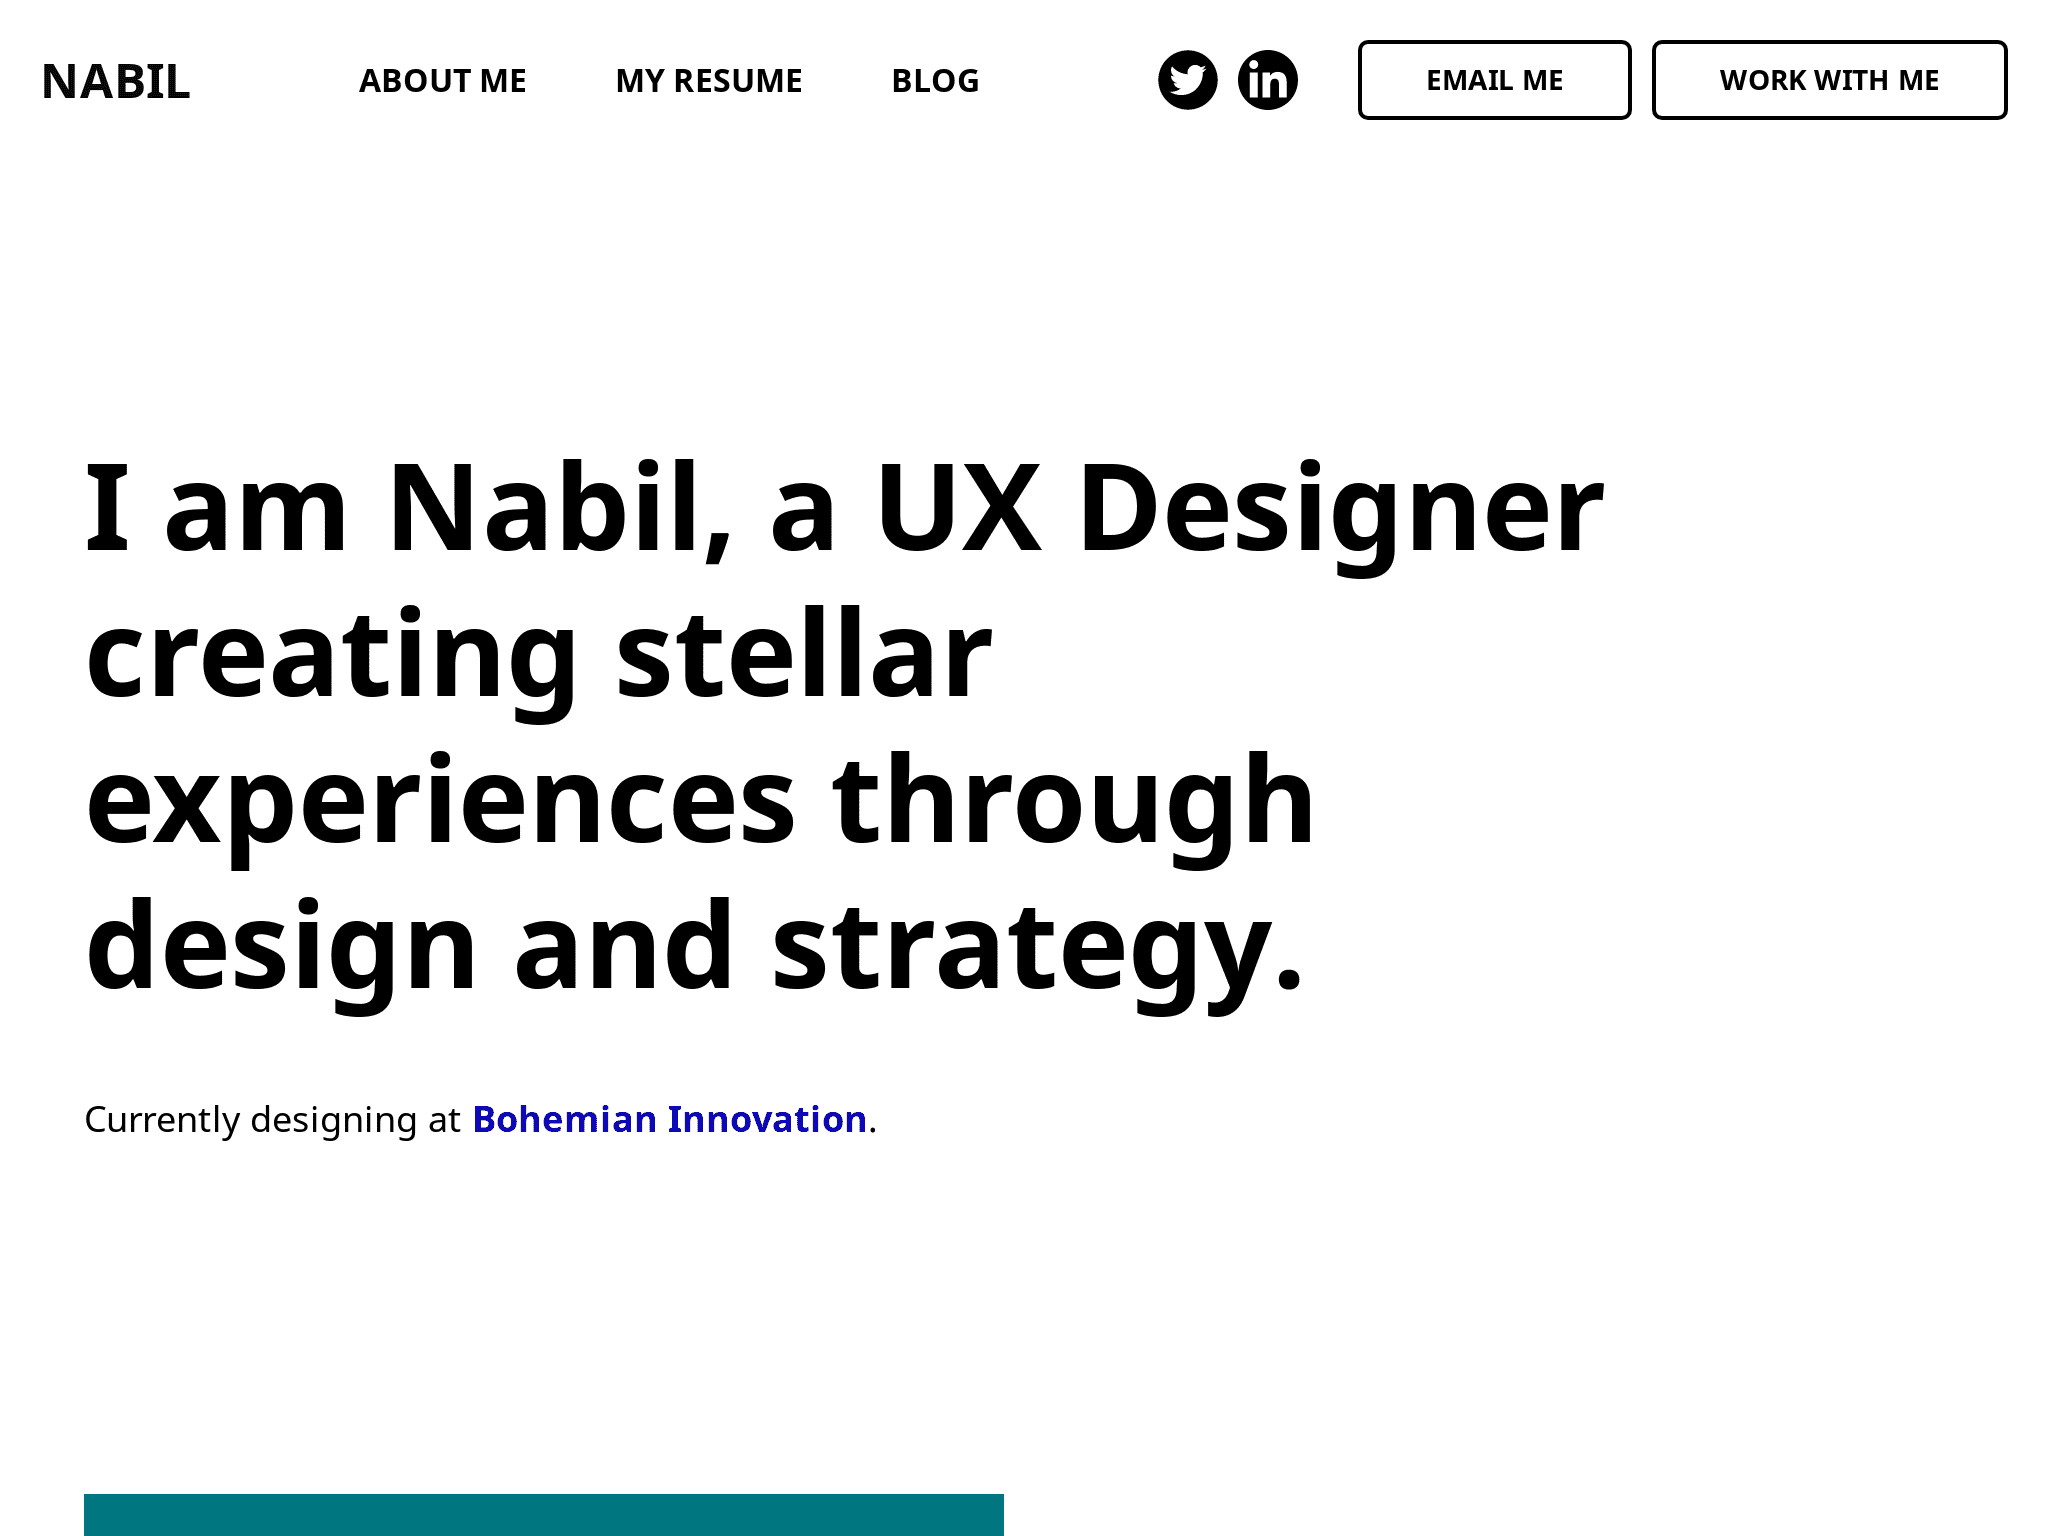 NABIL
ABOUT ME
MY RESUME
BLOG
in
EMAIL ME
WORK WITH ME
I am Nabil, a UX Designer
creating stellar
experiences through
design and strategy.
Currently designing at Bohemian Innovation.